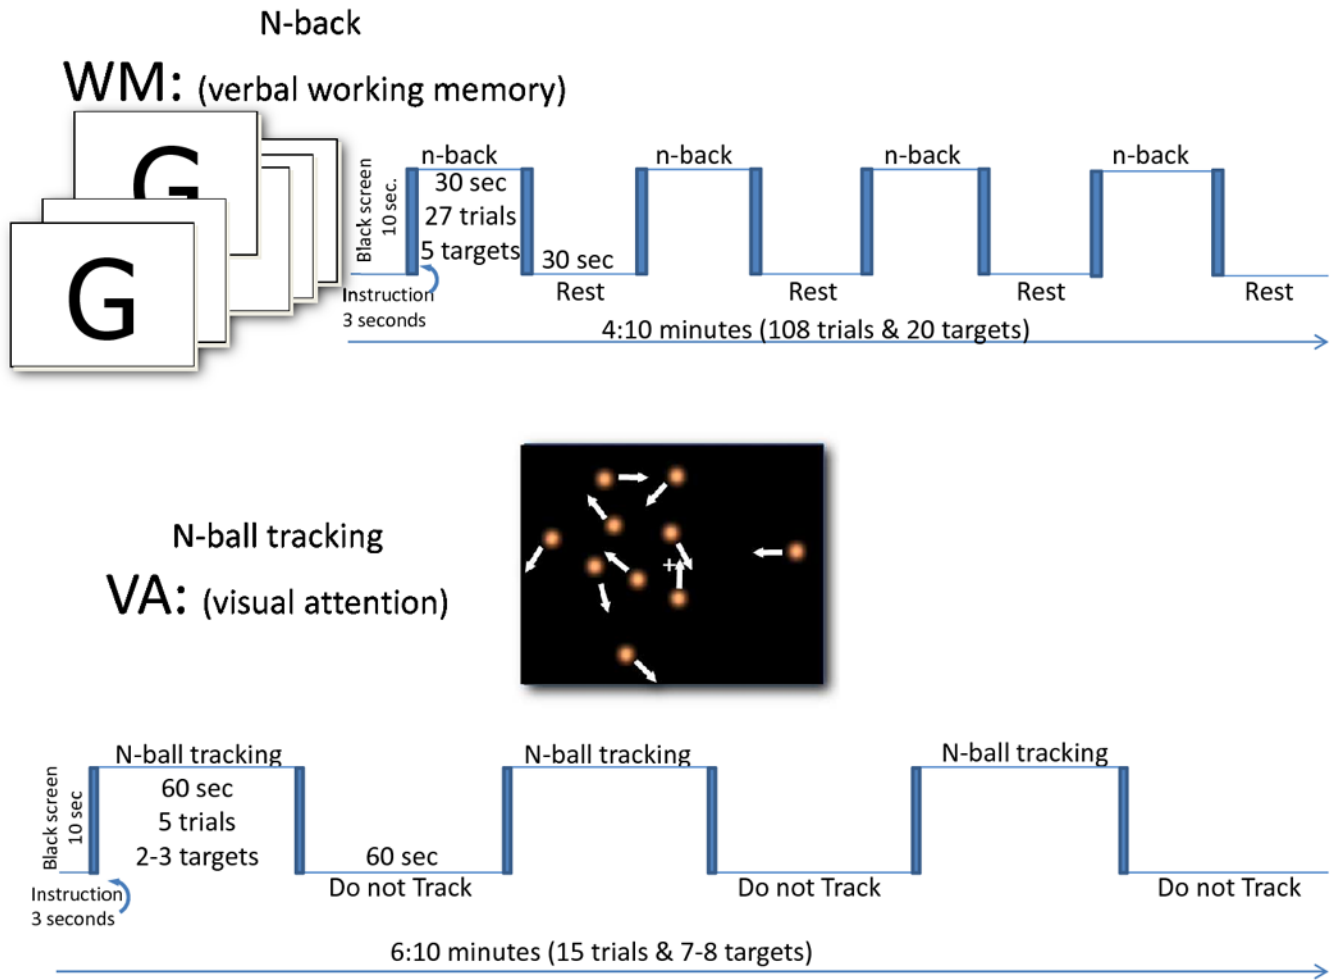 N-back
WM: (verbal working memory)
G
G
Black screen
10 sec.
n-back
30 sec
27 trials
5 targets
30 sec
Rest
n-back
Rest
n-back
Rest
n-back
Rest
Instruction
3 seconds
4:10 minutes (108 trials & 20 targets)
N-ball tracking
VA: (visual attention)
+
Black screen
10 sec
N-ball tracking
60 sec
5 trials
2-3 targets
60 sec
Do not Track
N-ball tracking
Do not Track
N-ball tracking
Do not Track
Instruction
3 seconds
6:10 minutes (15 trials & 7-8 targets)